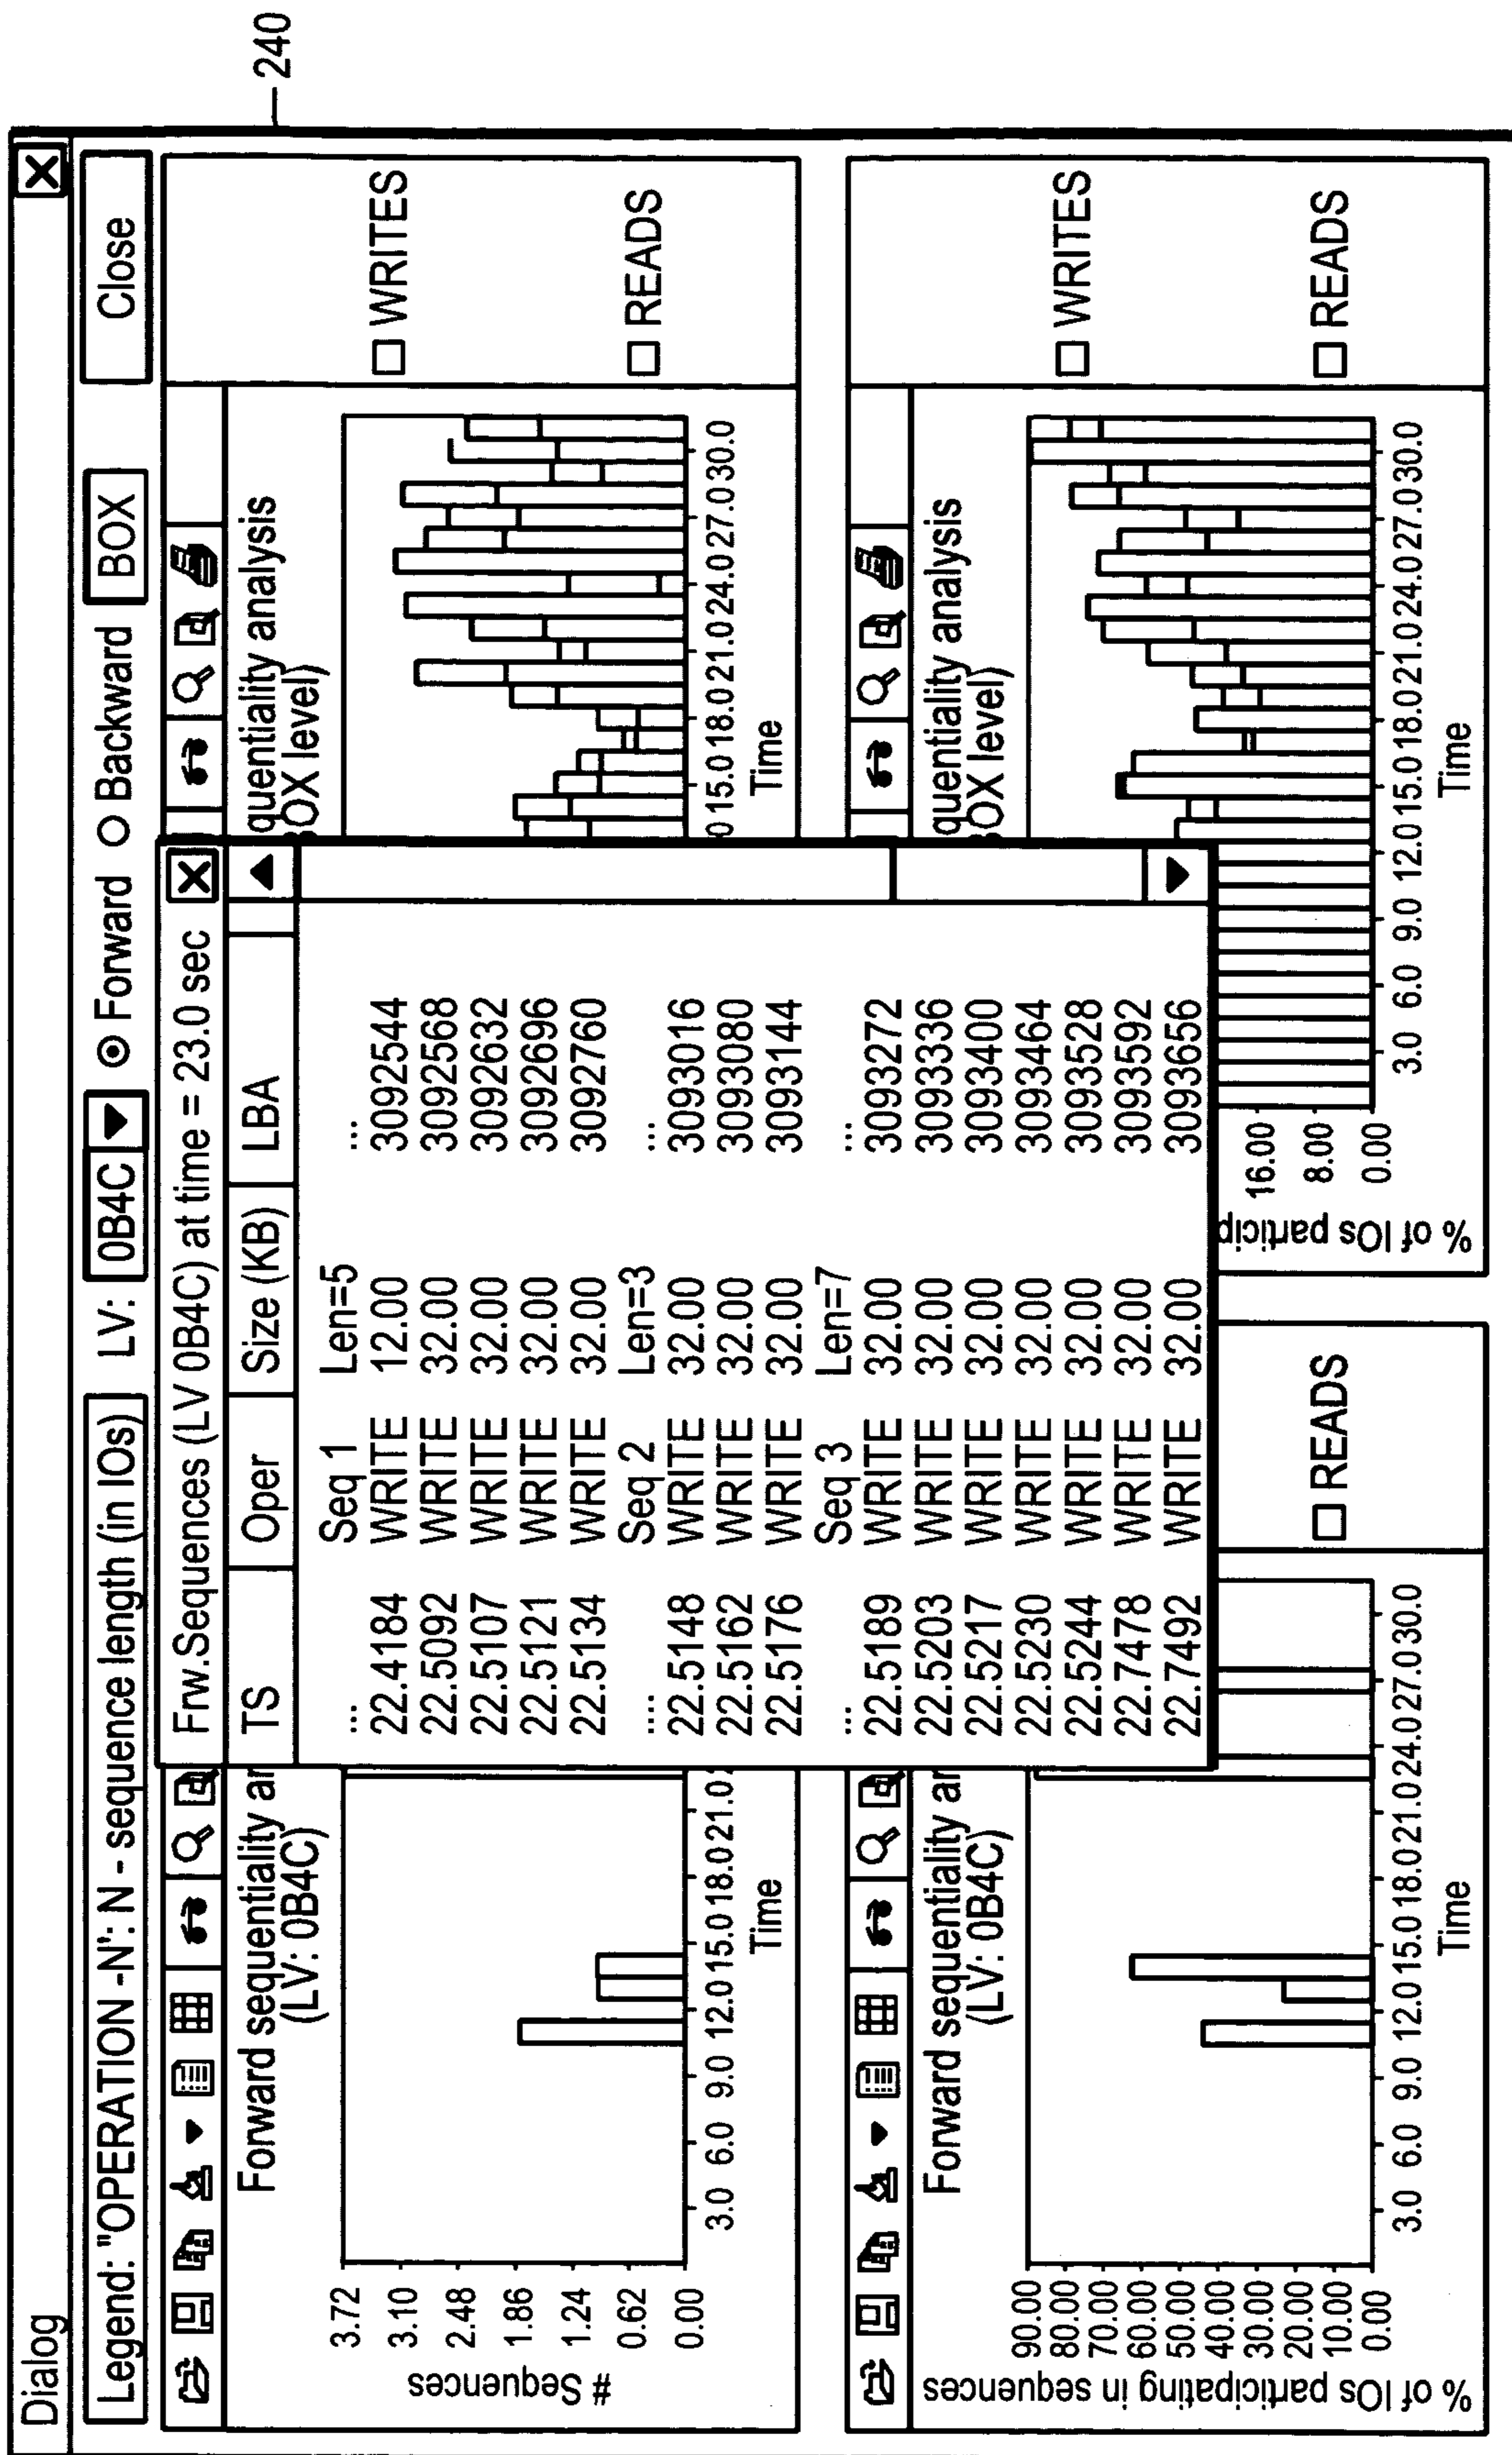 Dialog
Legend: "OPERATION -N': N - sequence length (in IOs) LV: 0B4C Forward Backward BOX Close
240
Frw.Sequences (LV 0B4C) at time = 23.0 sec
TS Oper Size (KB) LBA
... Seq 1 Len=5 ...
22.4184 WRITE 12.00 3092544
22.5092 WRITE 32.00 3092568
22.5107 WRITE 32.00 3092632
22.5121 WRITE 32.00 3092696
22.5134 WRITE 32.00 3092760
.... Seq 2 Len=3 ...
22.5148 WRITE 32.00 3093016
22.5162 WRITE 32.00 3093080
22.5176 WRITE 32.00 3093144
... Seq 3 Len=7 ...
22.5189 WRITE 32.00 3093272
22.5203 WRITE 32.00 3093336
22.5217 WRITE 32.00 3093400
22.5230 WRITE 32.00 3093464
22.5244 WRITE 32.00 3093528
22.7478 WRITE 32.00 3093592
22.7492 WRITE 32.00 3093656
Forward sequentiality ar
(LV: 0B4C)
# Sequences
3.72
3.10
2.48
1.86
1.24
0.62
0.00
3.0 6.0 9.0 12.0 15.0 18.0 21.0
Time
quentiality analysis
OX level)
WRITES
READS
0 15.0 18.0 21.0 24.0 27.0 30.0
Time
Forward sequentiality ar
(LV: 0B4C)
% of IOs participating in sequences
90.00
80.00
70.00
60.00
50.00
40.00
30.00
20.00
10.00
0.00
3.0 6.0 9.0 12.0 15.0 18.0 21.0 24.0 27.0 30.0
Time
READS
quentiality analysis
OX level)
WRITES
READS
% of IOs particip
16.00
8.00
0.00
3.0 6.0 9.0 12.0 15.0 18.0 21.0 24.0 27.0 30.0
Time